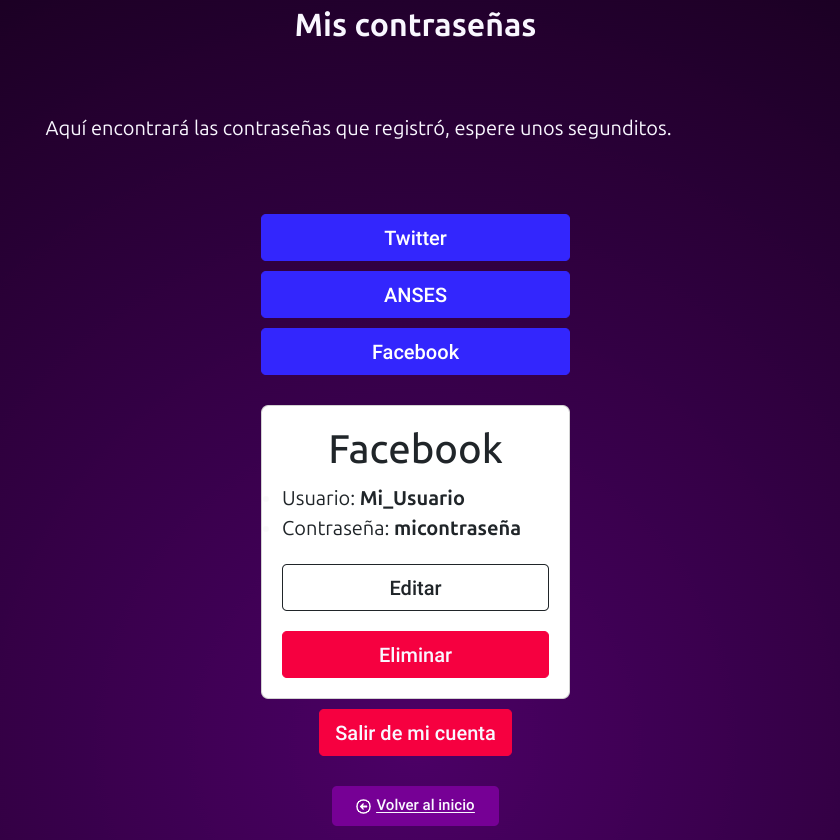 Mis contraseñas
Aquí encontrará las contraseñas que registró, espere unos segunditos.
Twitter
ANSES
Facebook
Facebook
Usuario: Mi_Usuario
Contraseña: micontraseña
Editar
Eliminar
Salir de mi cuenta
Volver al inicio